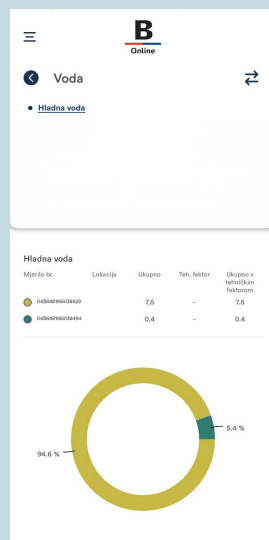 B
Online
Voda
Hladna voda
Hladna voda
Mjerilo br. Lokacija Ukupno Teh. faktor Ukupno s tehničkim faktorom
7,5 - 7.5
0,4 - 0.4
5.4 %
94.6 %